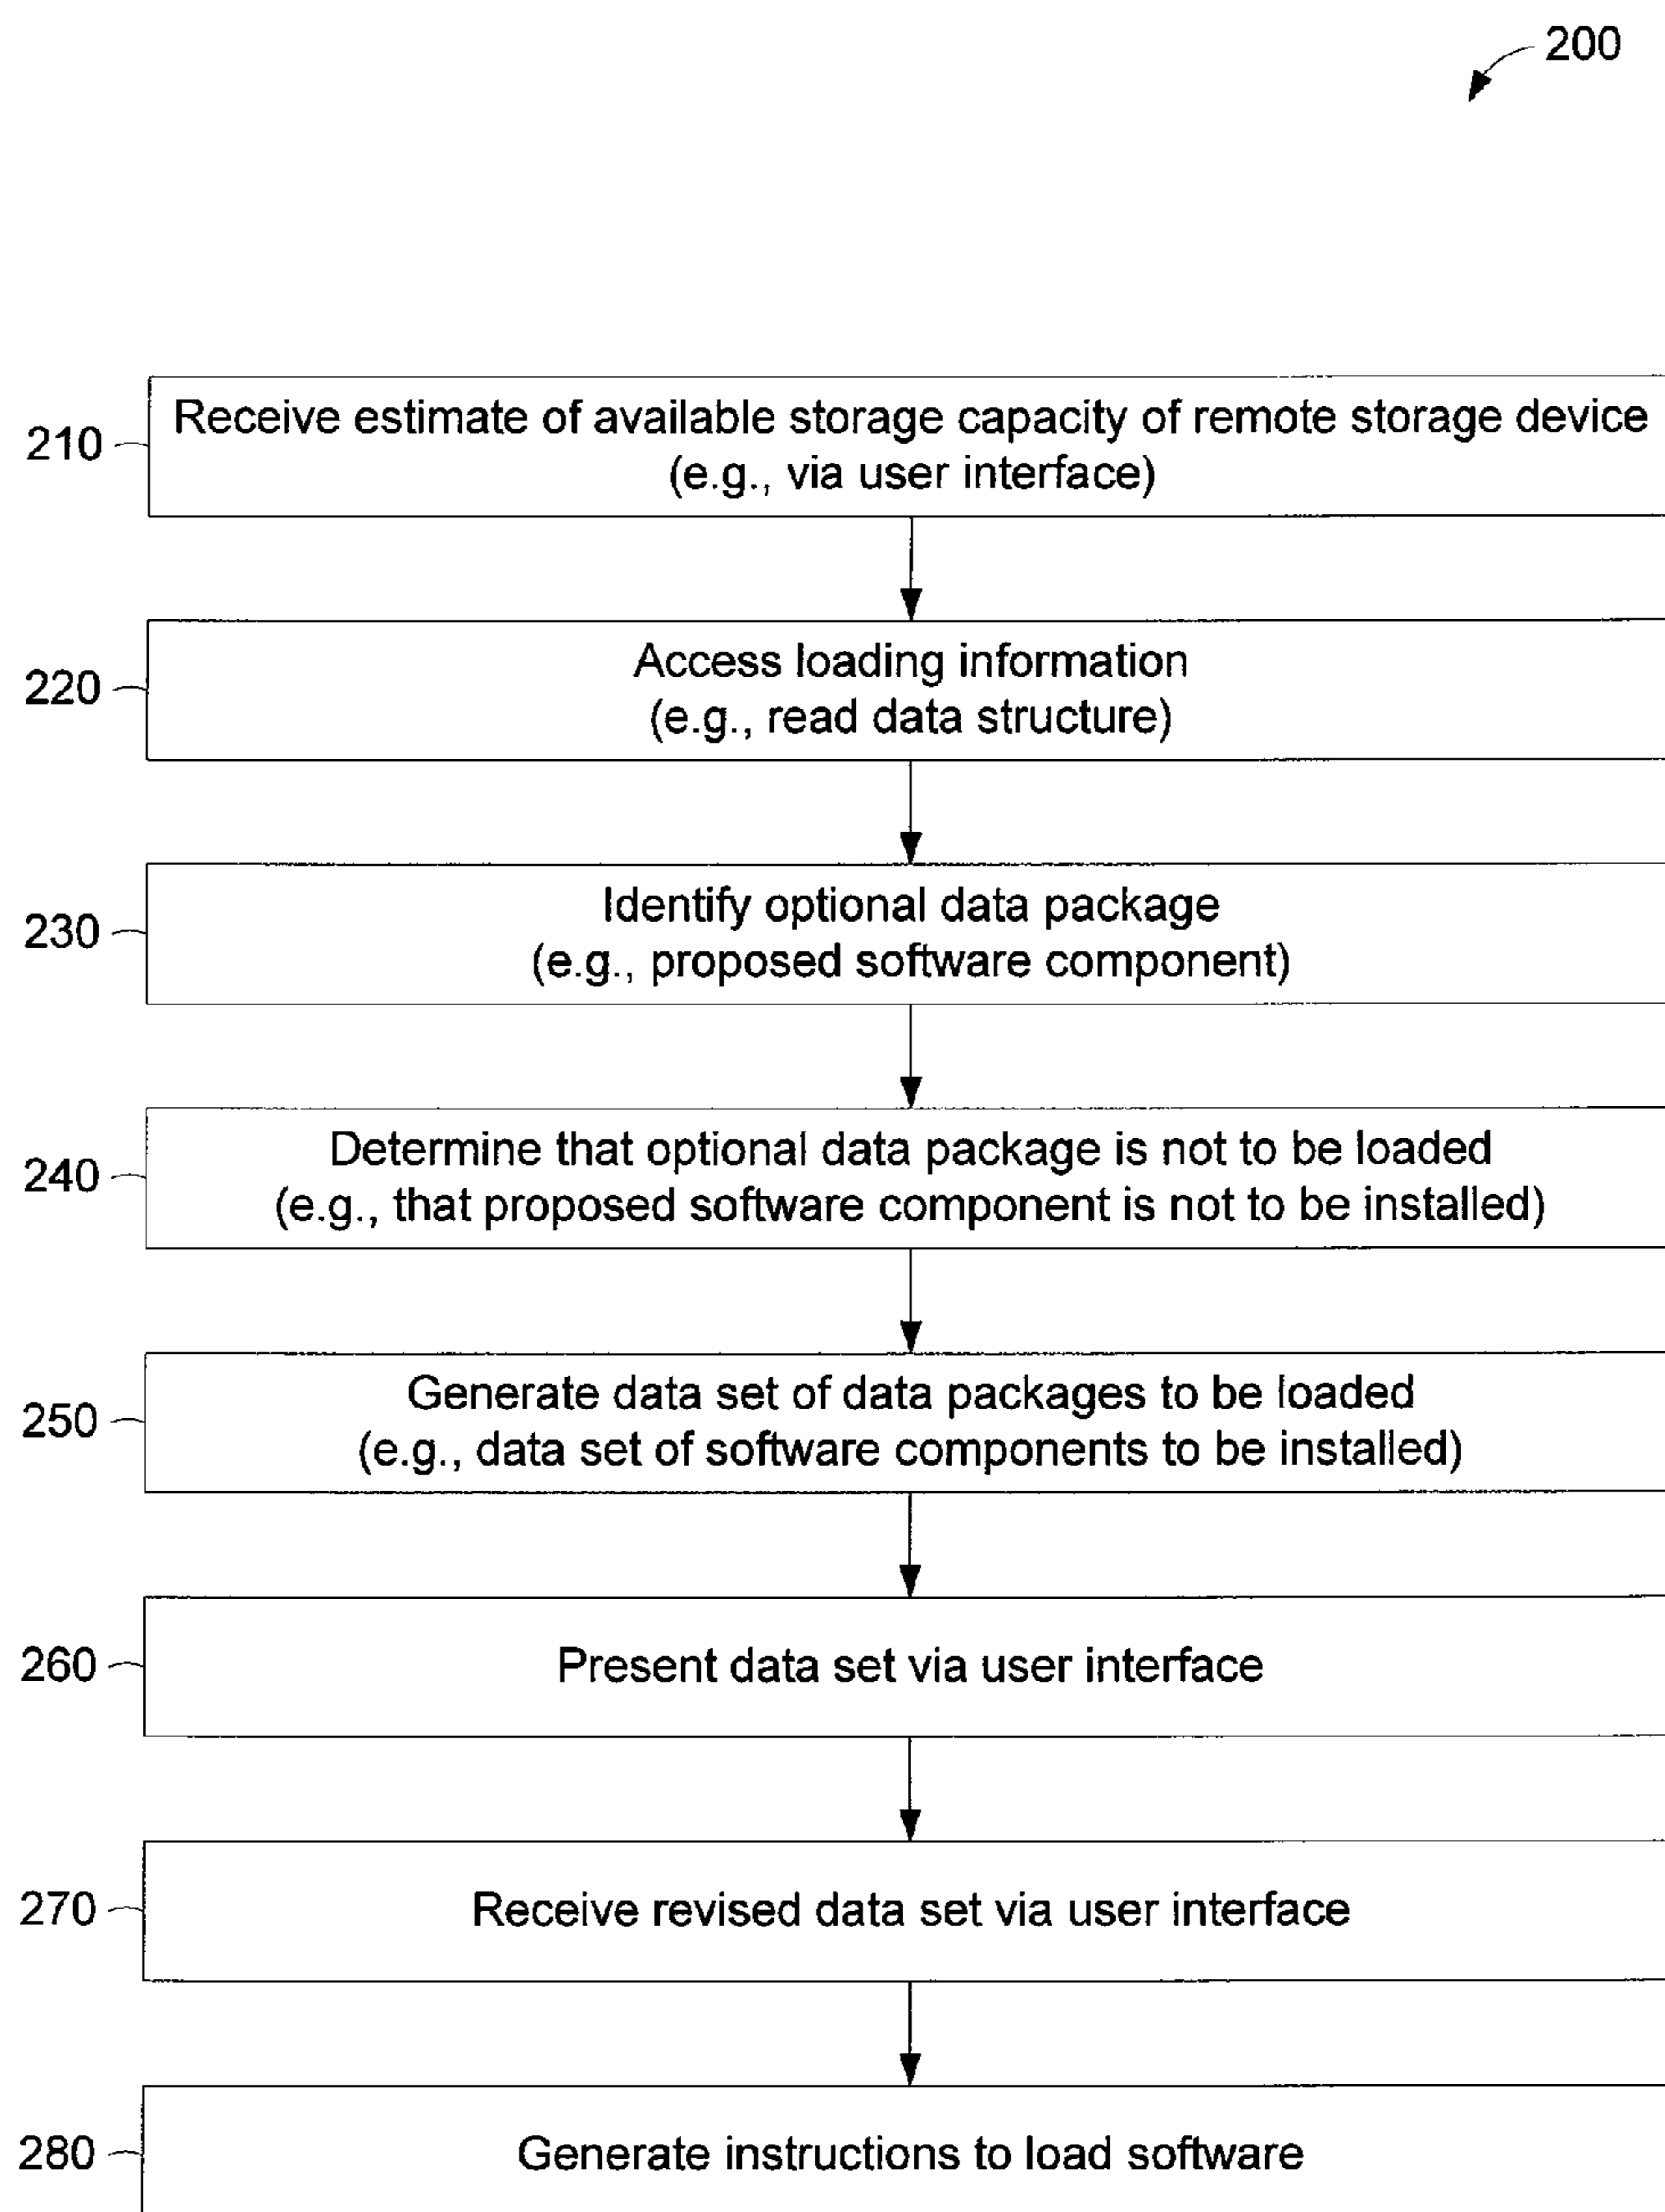 200
210
Receive estimate of available storage capacity of remote storage device
(e.g., via user interface)
220
Access loading information
(e.g., read data structure)
230
Identify optional data package
(e.g., proposed software component)
240
Determine that optional data package is not to be loaded
(e.g., that proposed software component is not to be installed)
250
Generate data set of data packages to be loaded
(e.g., data set of software components to be installed)
260
Present data set via user interface
270
Receive revised data set via user interface
280
Generate instructions to load software